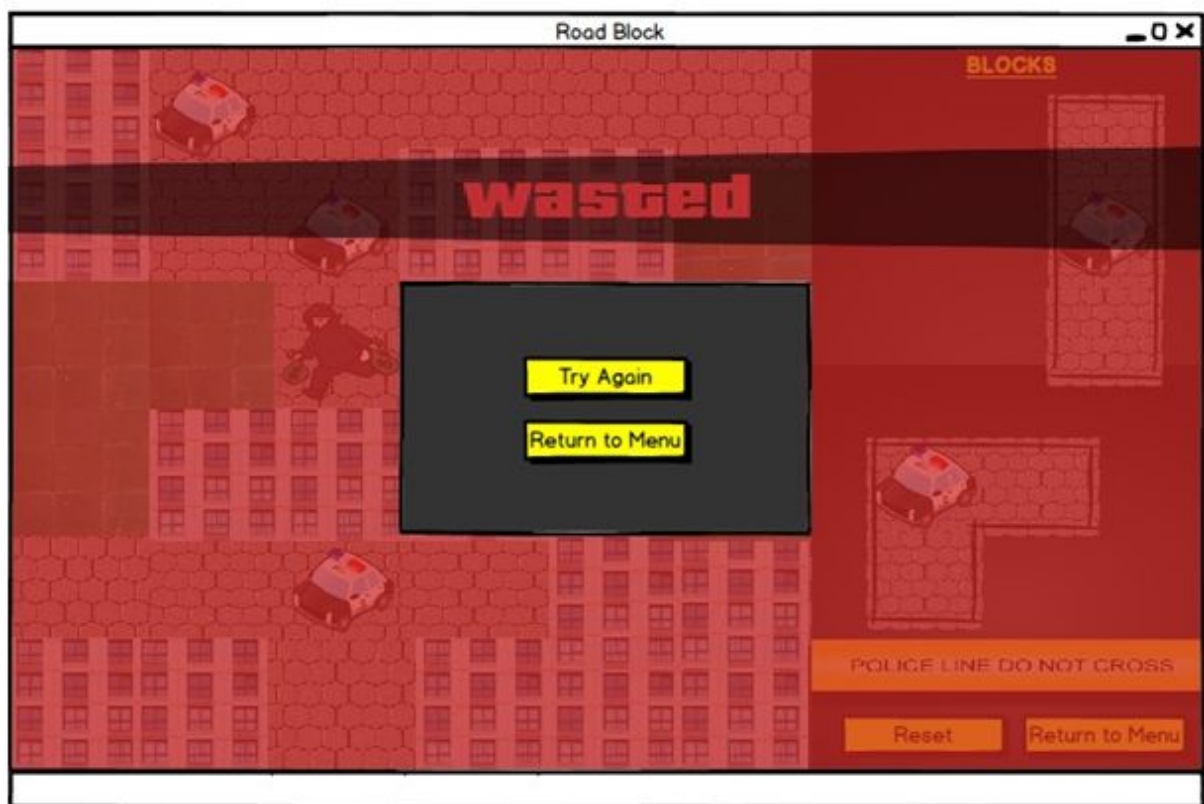 Road Block
BLOCKS
wasted
Try Again
Return to Menu
POLICE LINE DO NOT CROSS
Reset
Return to Menu